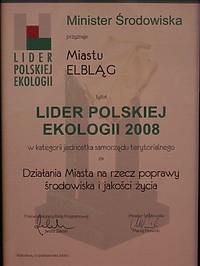 Minister Środowiska
przyznaje
LIDER
POLSKIEJ
EKOLOGII
Miastu
ELBLĄG
tytuł
LIDER POLSKIEJ
EKOLOGII 2008
w kategorii jednostka samorządu terytorialnego
za
Działania Miasta na rzecz poprawy
środowiska i jakości życia